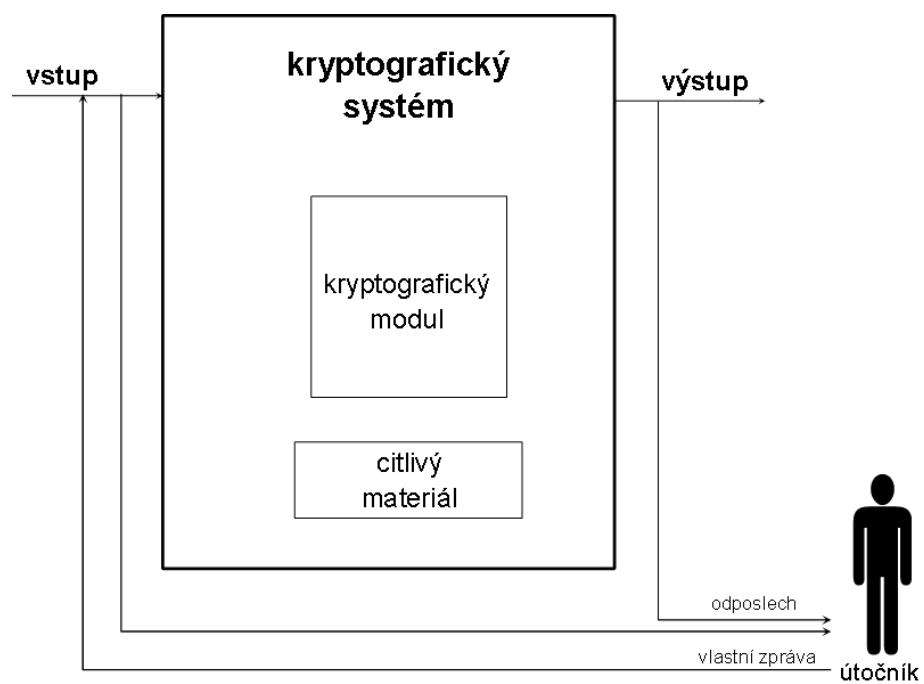 vstup
kryptografický
systém
výstup
kryptografický
modul
citlivý
materiál
odposlech
vlastní zpráva
útočník